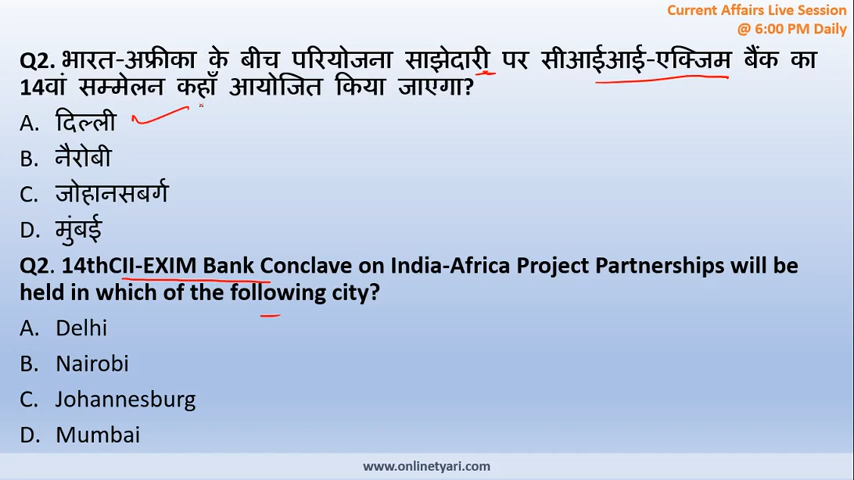 Current Affairs Live Session
@ 6:00 PM Daily
Q2. भारत-अफ्रीका के बीच परियोजना साझेदारी पर सीआईआई-एक्जिम बैंक का
14वां सम्मेलन कहाँ आयोजित किया जाएगा?
A. दिल्ली
B. नैरोबी
C. जोहानसबर्ग
D. मुंबई
Q2. 14thCII-EXIM Bank Conclave on India-Africa Project Partnerships will be
held in which of the following city?
A. Delhi
B. Nairobi
C. Johannesburg
D. Mumbai
www.onlinetyari.com